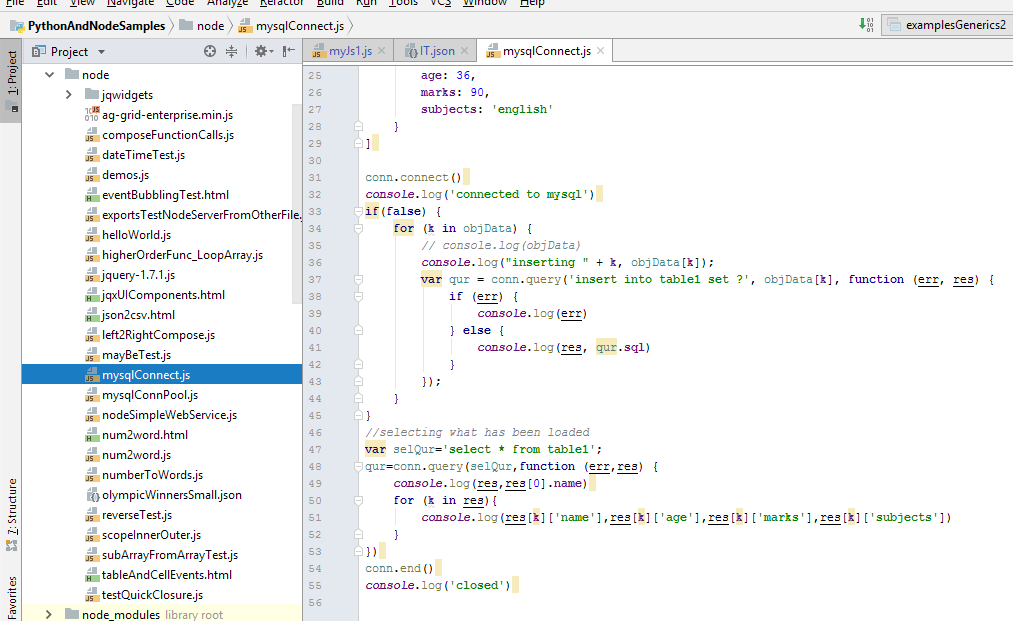 File Edit View Navigate Code Analyze Refactor Build Run Tools VCS Window Help
PythonAndNodeSamples node mysqlConnect.js examplesGenerics2
1: Project
Project
myJs1.js IT.json mysqlConnect.js
node
jqwidgets
ag-grid-enterprise.min.js
composeFunctionCalls.js
dateTimeTest.js
demos.js
eventBubblingTest.html
exportsTestNodeServerFromOtherFile.
helloWorld.js
higherOrderFunc_LoopArray.js
jquery-1.7.1.js
jqxUIComponents.html
json2csv.html
left2RightCompose.js
mayBeTest.js
mysqlConnect.js
mysqlConnPool.js
nodeSimpleWebService.js
num2word.html
num2word.js
numberToWords.js
olympicWinnersSmall.json
reverseTest.js
scopeInnerOuter.js
subArrayFromArrayTest.js
tableAndCellEvents.html
testQuickClosure.js
node_modules library root
7: Structure
Favorites
25 age: 36,
26 marks: 90,
27 subjects: 'english'
28 }
29 ]
30
31 conn.connect()
32 console.log('connected to mysql')
33 if(false) {
34 for (k in objData) {
35 // console.log(objData)
36 console.log("inserting " + k, objData[k]);
37 var qur = conn.query('insert into table1 set ?', objData[k], function (err, res) {
38 if (err) {
39 console.log(err)
40 } else {
41 console.log(res, qur.sql)
42 }
43 });
44 }
45 }
46 //selecting what has been loaded
47 var selQur='select * from table1';
48 qur=conn.query(selQur,function (err,res) {
49 console.log(res,res[0].name)
50 for (k in res){
51 console.log(res[k]['name'],res[k]['age'],res[k]['marks'],res[k]['subjects'])
52 }
53 })
54 conn.end()
55 console.log('closed')
56